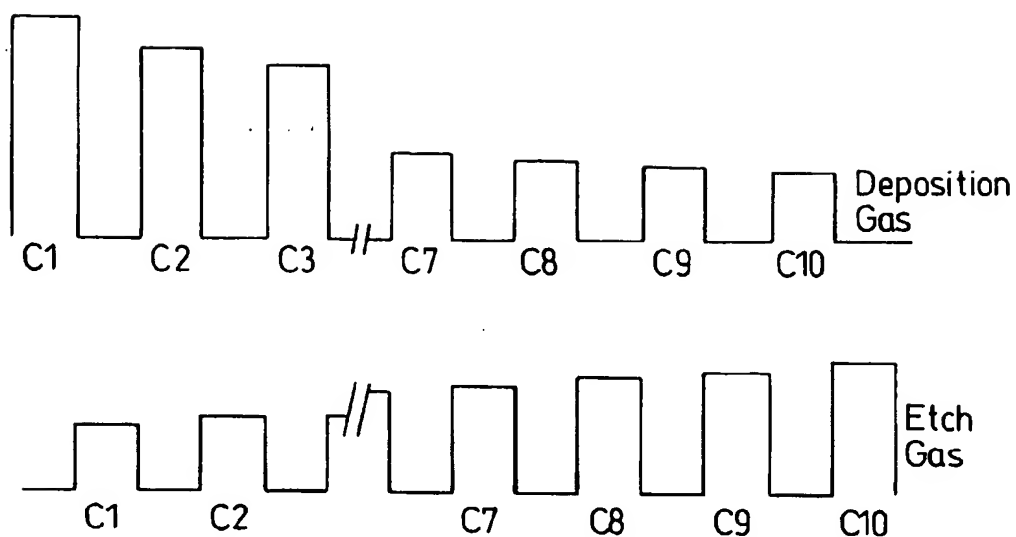 Deposition
Gas
C1 C2 C3 C7 C8 C9 C10
Etch
Gas
C1 C2 C7 C8 C9 C10